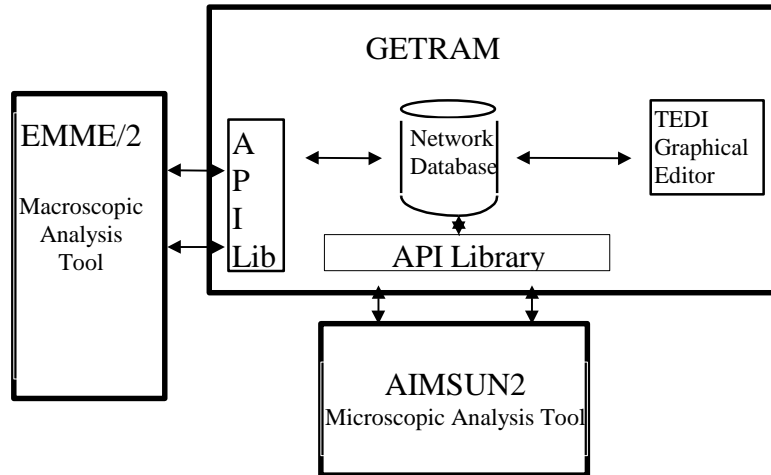 GETRAM
EMME/2
Macroscopic
Analysis
Tool
A
P
I
Lib
Network
Database
TEDI
Graphical
Editor
API Library
AIMSUN2
Microscopic Analysis Tool